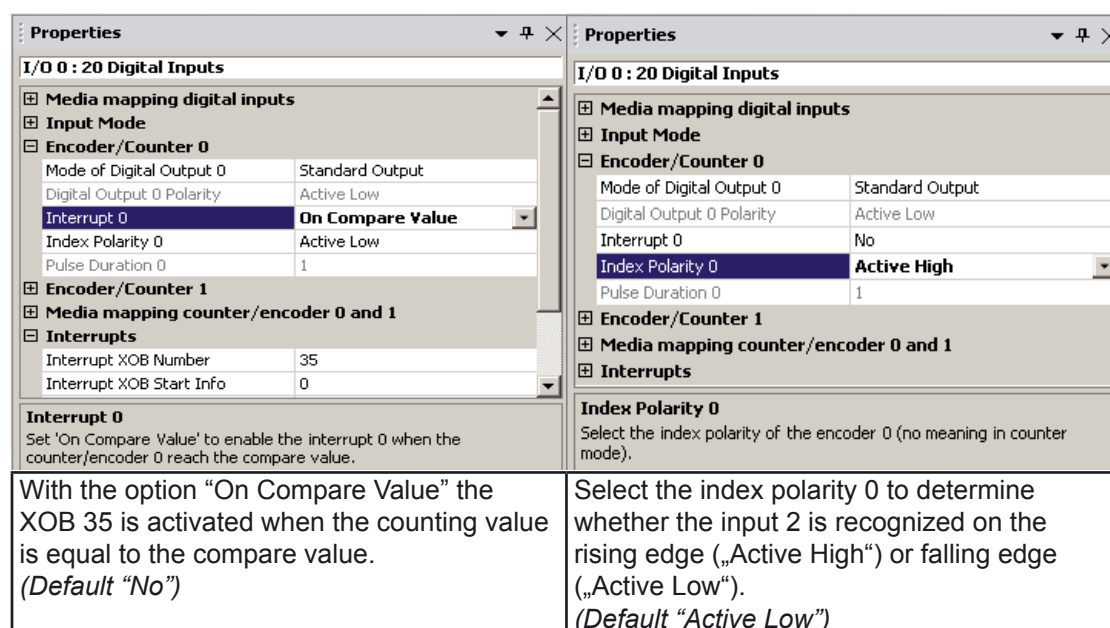 Properties
I/O 0 : 20 Digital Inputs
Media mapping digital inputs
Input Mode
Encoder/Counter 0
Mode of Digital Output 0 Standard Output
Digital Output 0 Polarity Active Low
Interrupt 0 On Compare Value
Index Polarity 0 Active Low
Pulse Duration 0 1
Encoder/Counter 1
Media mapping counter/encoder 0 and 1
Interrupts
Interrupt XOB Number 35
Interrupt XOB Start Info 0
Interrupt 0
Set 'On Compare Value' to enable the interrupt 0 when the
counter/encoder 0 reach the compare value.
With the option “On Compare Value” the
XOB 35 is activated when the counting value
is equal to the compare value.
(Default “No”)
Properties
I/O 0 : 20 Digital Inputs
Media mapping digital inputs
Input Mode
Encoder/Counter 0
Mode of Digital Output 0 Standard Output
Digital Output 0 Polarity Active Low
Interrupt 0 No
Index Polarity 0 Active High
Pulse Duration 0 1
Encoder/Counter 1
Media mapping counter/encoder 0 and 1
Interrupts
Index Polarity 0
Select the index polarity of the encoder 0 (no meaning in counter
mode).
Select the index polarity 0 to determine
whether the input 2 is recognized on the
rising edge („Active High“) or falling edge
(„Active Low“).
(Default “Active Low”)